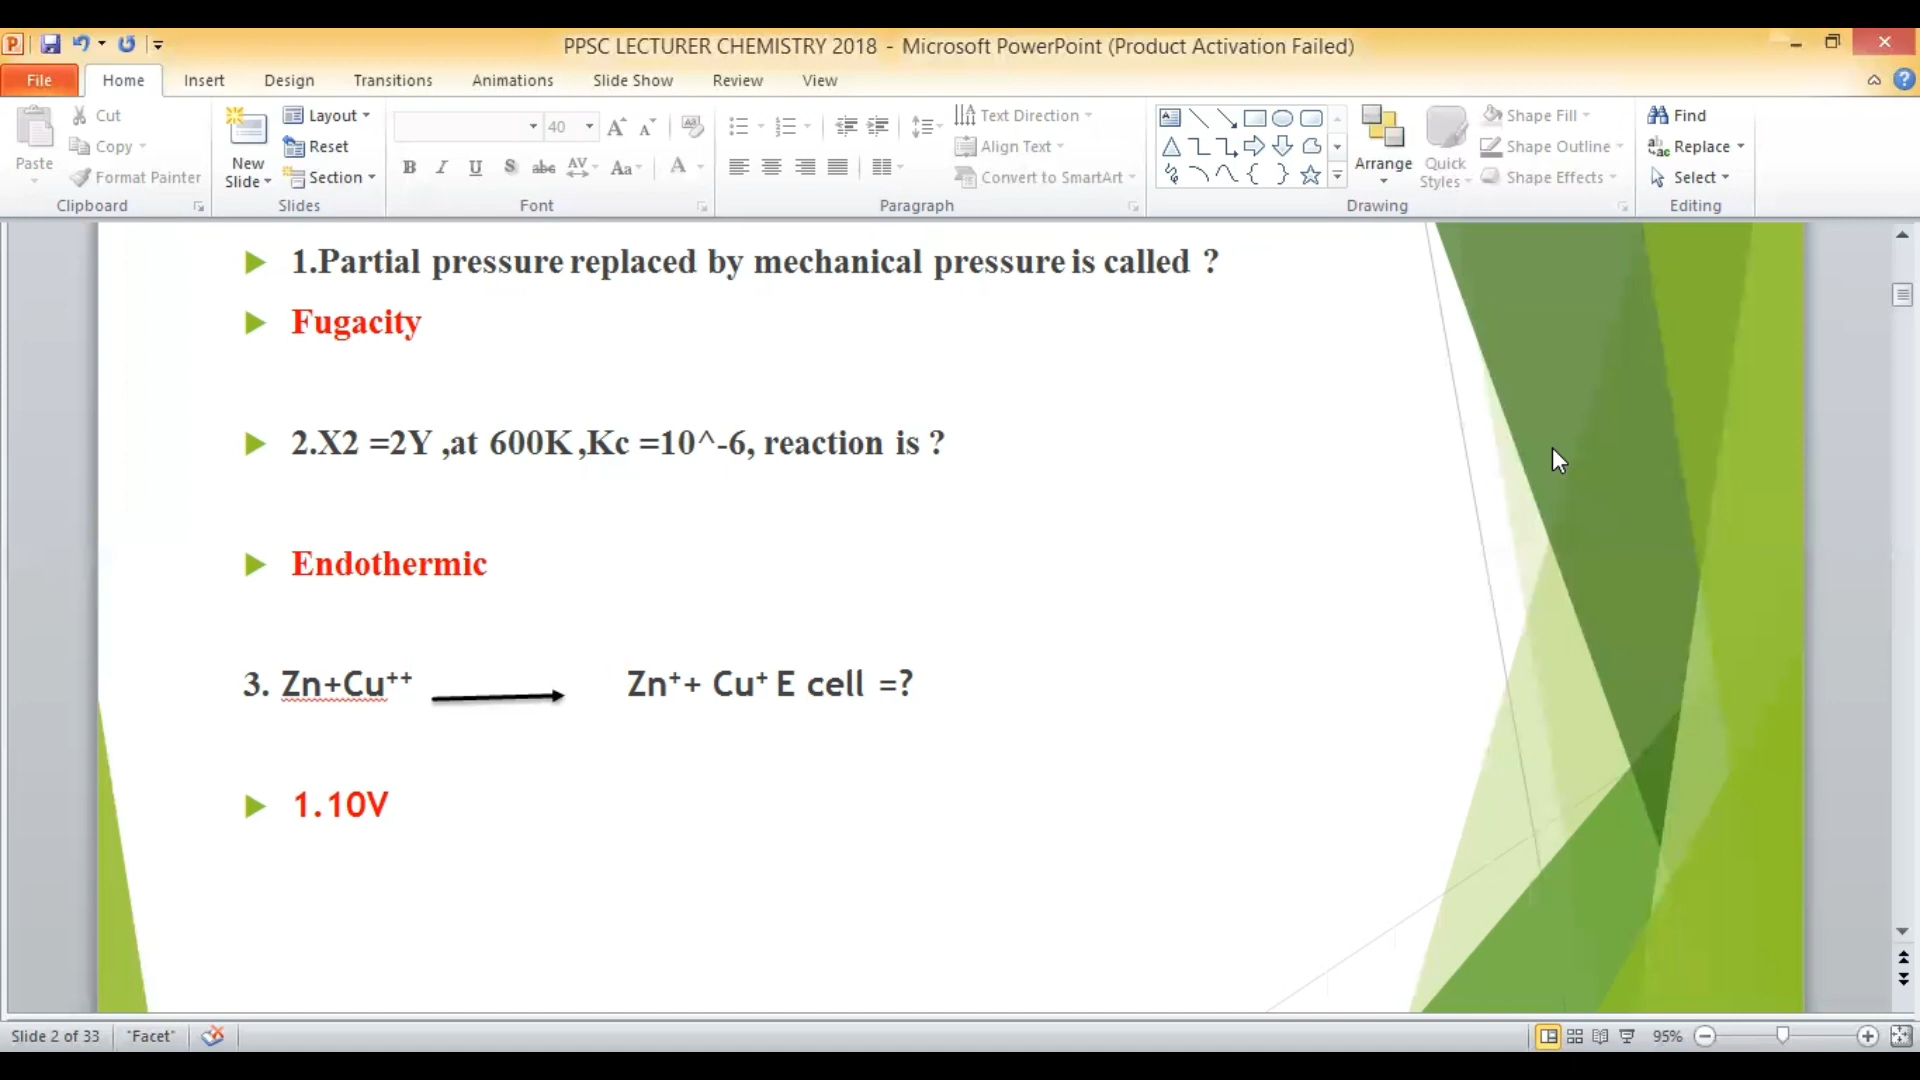 PPSC LECTURER CHEMISTRY 2018 - Microsoft PowerPoint (Product Activation Failed)
File Home Insert Design Transitions Animations Slide Show Review View
Paste
Cut
Copy
Format Painter
Clipboard
New Slide
Layout
Reset
Section
Slides
40
Font
Text Direction
Align Text
Convert to SmartArt
Paragraph
Arrange
Quick Styles
Shape Fill
Shape Outline
Shape Effects
Drawing
Find
Replace
Select
Editing
1.Partial pressure replaced by mechanical pressure is called ?
Fugacity
2.X2 =2Y ,at 600K ,Kc =10^-6, reaction is ?
Endothermic
3. Zn+Cu⁺⁺ Zn⁺+ Cu⁺ E cell =?
1.10V
Slide 2 of 33 "Facet" 95%